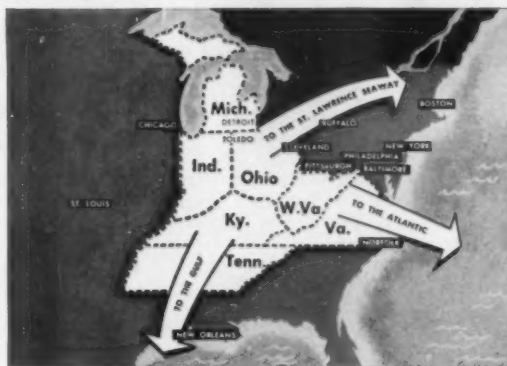 Mich.
DETROIT
CHICAGO
TOLEDO
TO THE ST. LAWRENCE SEAWAY
BOSTON
BUFFALO
CLEVELAND
NEW YORK
PHILADELPHIA
PITTSBURGH
BALTIMORE
Ind.
Ohio
ST. LOUIS
Ky.
W.Va.
Va.
TO THE ATLANTIC
NORFOLK
Tenn.
TO THE GULF
NEW ORLEANS